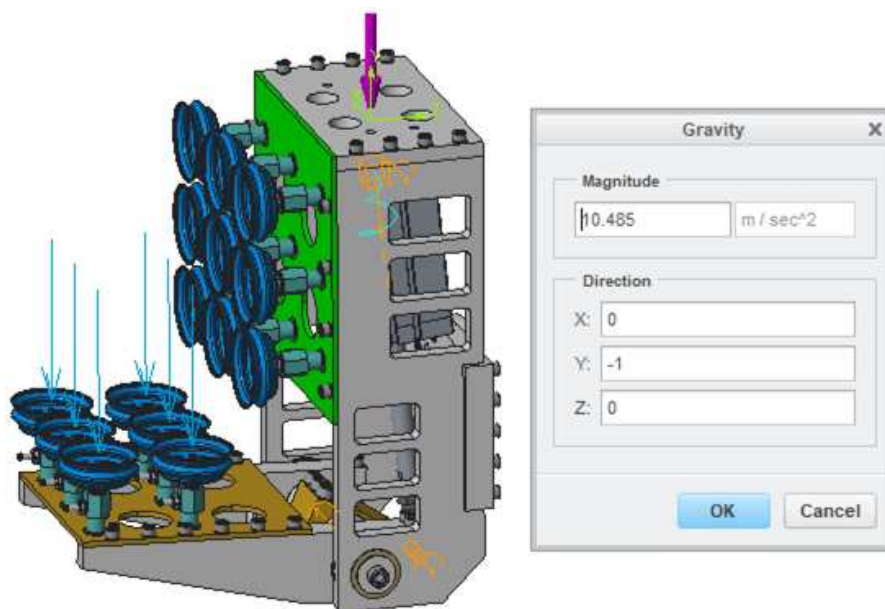 Gravity
Magnitude
10.485
m / sec^2
Direction
X: 0
Y: -1
Z: 0
OK
Cancel